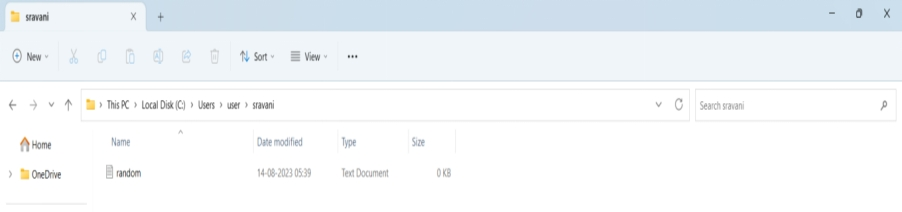 sravani
New
Sort
View
This PC > Local Disk (C:) > Users > user > sravani
Search sravani
Home
Name
Date modified
Type
Size
OneDrive
random
14-08-2023 05:39
Text Document
0 KB